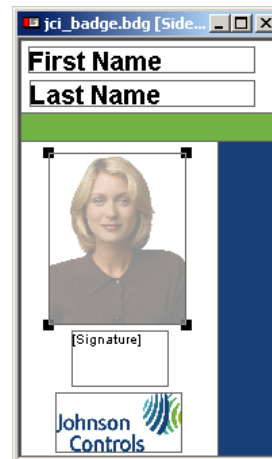 jci_badge.bdg [Side...
First Name
Last Name
[Signature]
Johnson
Controls